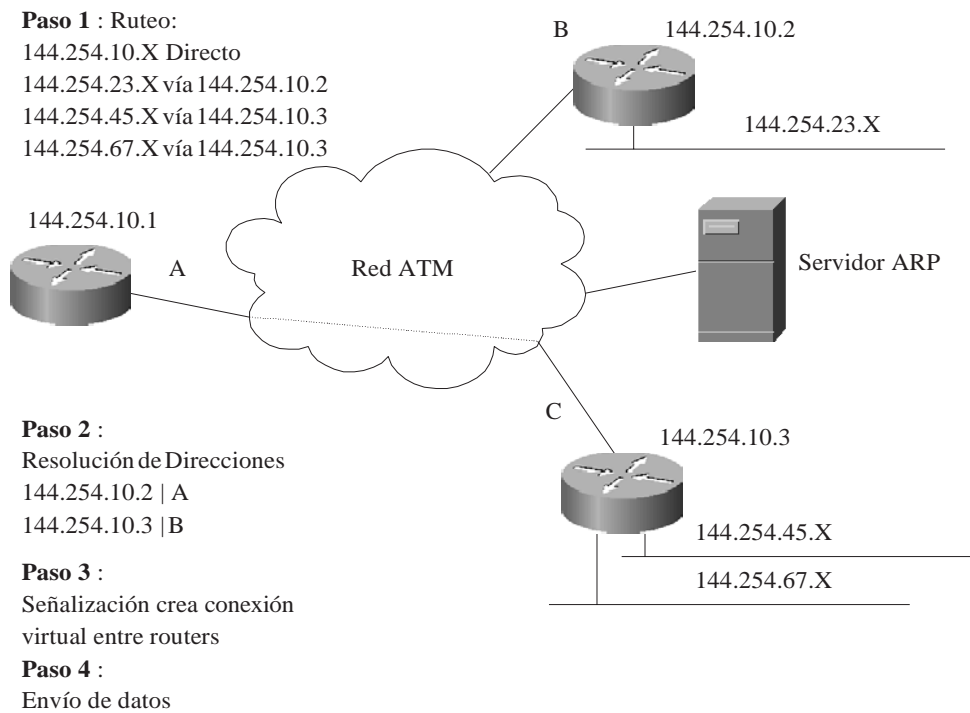 Paso 1 : Ruteo:
144.254.10.X Directo
144.254.23.X vía 144.254.10.2
144.254.45.X vía 144.254.10.3
144.254.67.X vía 144.254.10.3
B
144.254.10.2
144.254.23.X
144.254.10.1
A
Red ATM
Servidor ARP
C
144.254.10.3
144.254.45.X
144.254.67.X
Paso 2 :
Resolución de Direcciones
144.254.10.2 | A
144.254.10.3 | B
Paso 3 :
Señalización crea conexión
virtual entre routers
Paso 4 :
Envío de datos